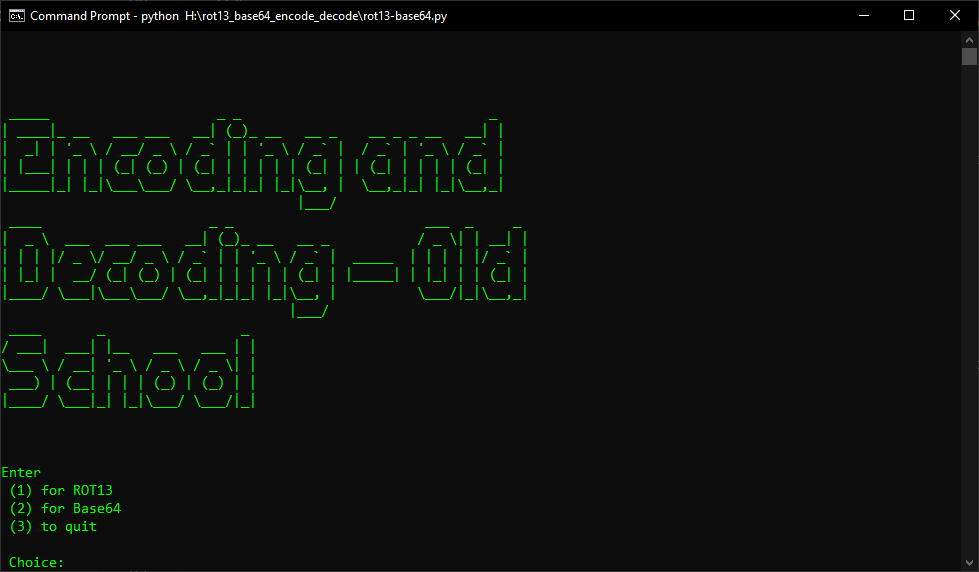 Command Prompt - python  H:\rot13_base64_encode_decode\rot13-base64.py
Encoding and
Decoding - Old
School
Enter
(1) for ROT13
(2) for Base64
(3) to quit
Choice: